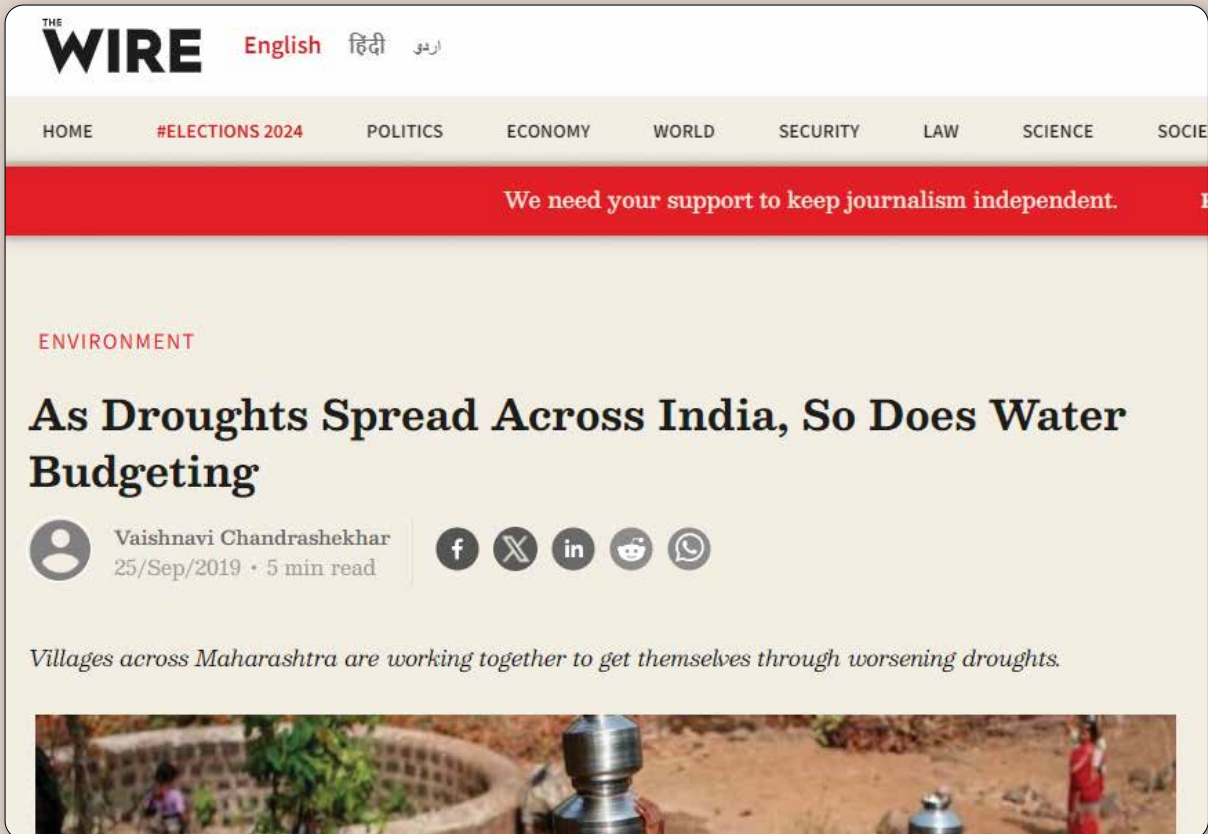 THE
WIRE
English हिंदी اردو
HOME #ELECTIONS 2024 POLITICS ECONOMY WORLD SECURITY LAW SCIENCE SOCIE
We need your support to keep journalism independent.
ENVIRONMENT
As Droughts Spread Across India, So Does Water
Budgeting
Vaishnavi Chandrashekhar
25/Sep/2019 • 5 min read
Villages across Maharashtra are working together to get themselves through worsening droughts.